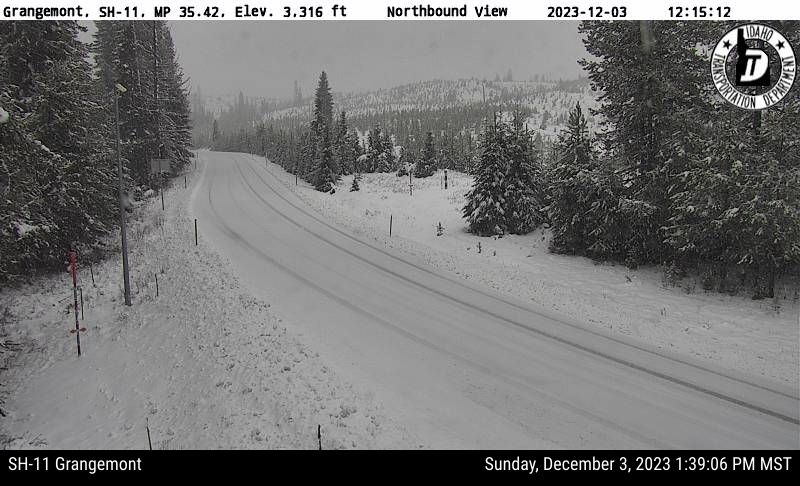 Grangemont, SH-11, MP 35.42, Elev. 3,316 ft Northbound View 2023-12-03 12:15:12
IDAHO
TRANSPORTATION DEPARTMENT
SH-11 Grangemont Sunday, December 3, 2023 1:39:06 PM MST